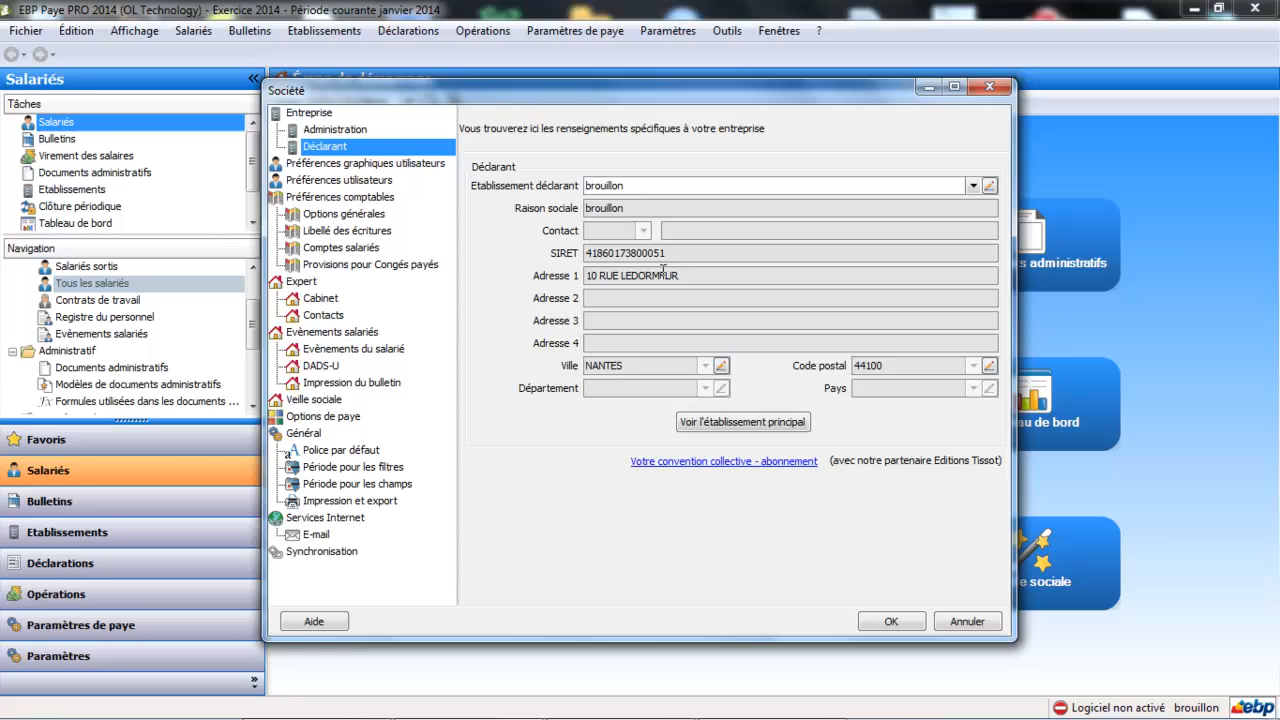 EBP Paye PRO 2014 (OL Technology) - Exercice 2014 - Période courante janvier 2014
Fichier Édition Affichage Salariés Bulletins Etablissements Déclarations Opérations Paramètres de paye Paramètres Outils Fenêtres ?
Salariés
Tâches
Salariés
Bulletins
Virement des salaires
Documents administratifs
Etablissements
Clôture périodique
Tableau de bord
Navigation
Salariés sortis
Tous les salariés
Contrats de travail
Registre du personnel
Evènements salariés
Administratif
Documents administratifs
Modèles de documents administratifs
Formules utilisées dans les documents ...
Favoris
Salariés
Bulletins
Etablissements
Déclarations
Opérations
Paramètres de paye
Paramètres
Société
Entreprise
Administration
Déclarant
Préférences graphiques utilisateurs
Préférences utilisateurs
Préférences comptables
Options générales
Libellé des écritures
Comptes salariés
Provisions pour Congés payés
Expert
Cabinet
Contacts
Evènements salariés
Evènements du salarié
DADS-U
Impression du bulletin
Veille sociale
Options de paye
Général
Police par défaut
Période pour les filtres
Période pour les champs
Impression et export
Services Internet
E-mail
Synchronisation
Vous trouverez ici les renseignements spécifiques à votre entreprise
Déclarant
Etablissement déclarant brouillon
Raison sociale brouillon
Contact
SIRET 41860173800051
Adresse 1 10 RUE
Adresse 2
Adresse 3
Adresse 4
Ville NANTES Code postal 44100
Département Pays
Voir l'établissement principal
Votre convention collective - abonnement (avec notre partenaire Editions Tissot)
Aide OK Annuler
s administratifs
au de bord
e sociale
Logiciel non activé brouillon ebp